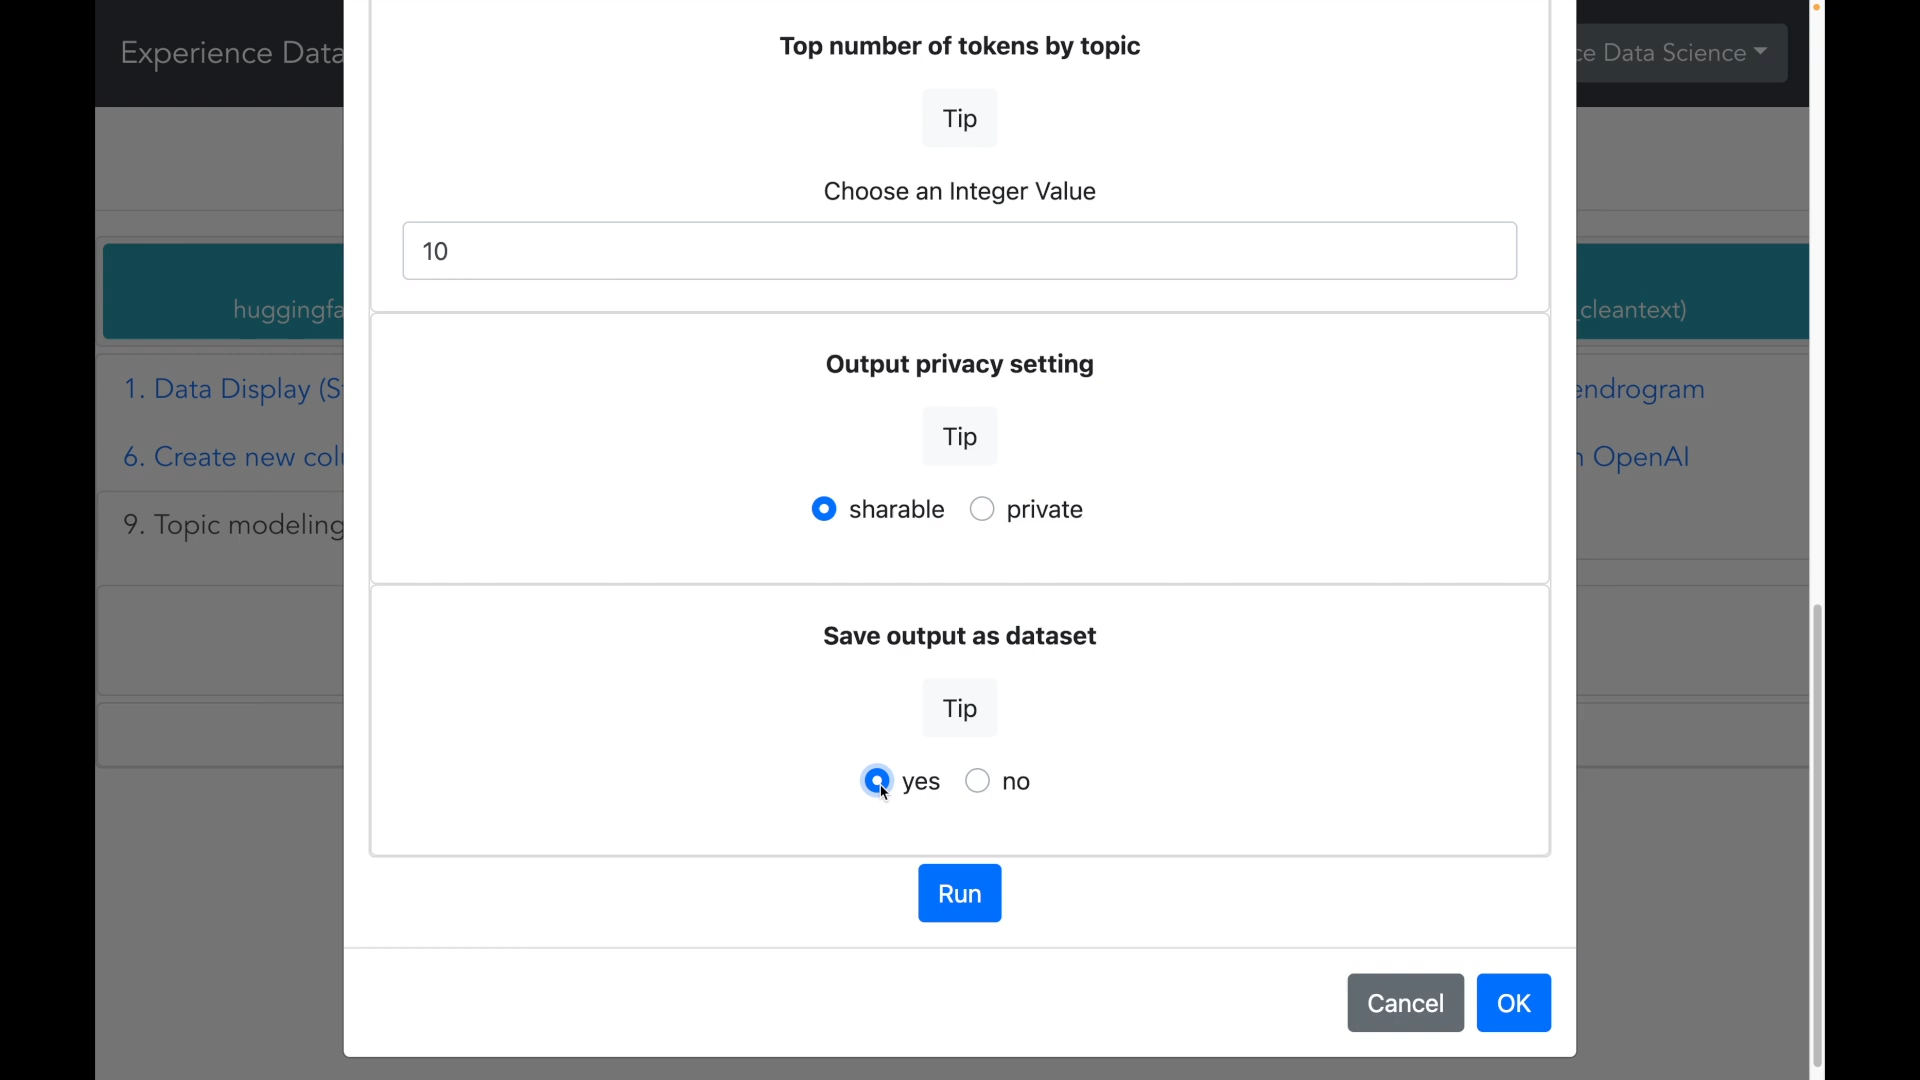 Experience Data
ce Data Science
Top number of tokens by topic
Tip
Choose an Integer Value
10
huggingfa
_cleantext)
Output privacy setting
1. Data Display (S
endrogram
Tip
6. Create new col
n OpenAI
sharable private
9. Topic modeling
Save output as dataset
Tip
yes no
Run
Cancel OK